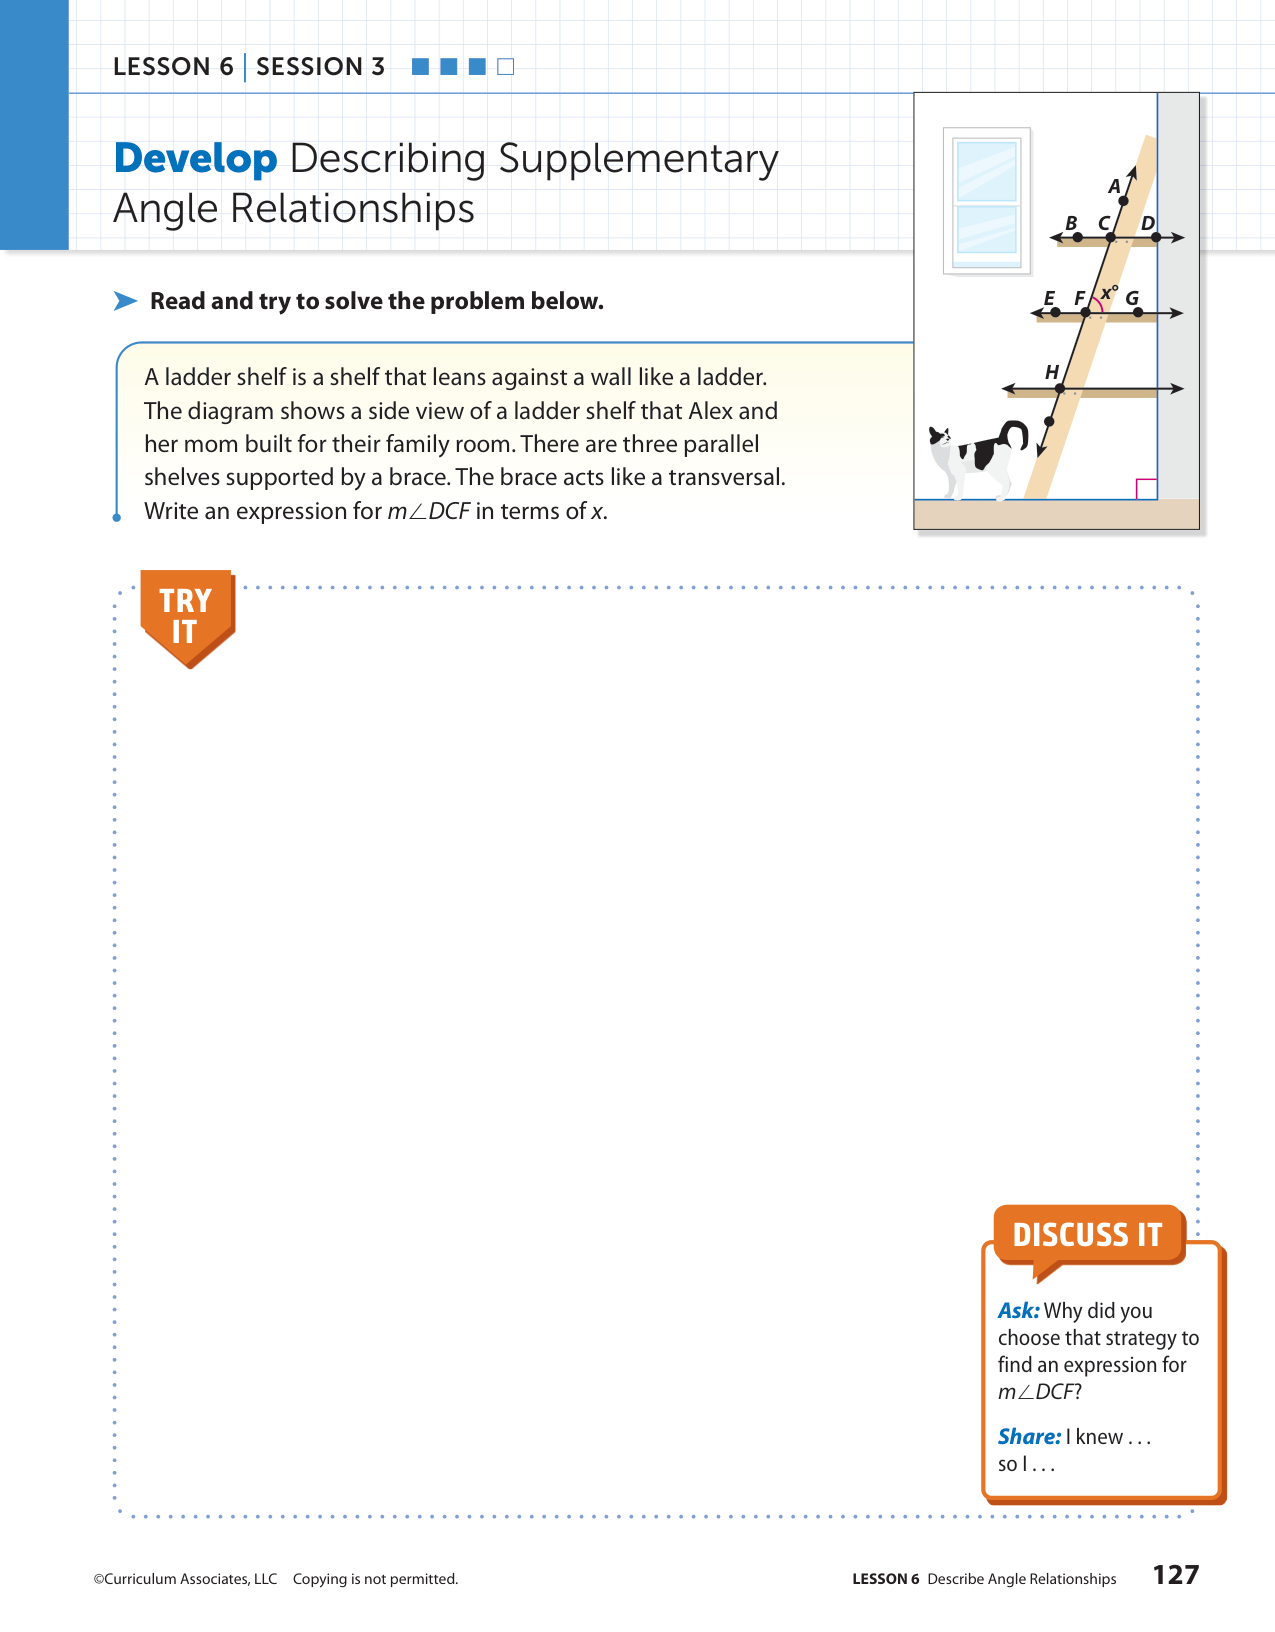 LESSON 6 | SESSION 3
Develop Describing Supplementary
Angle Relationships
Read and try to solve the problem below.
A ladder shelf is a shelf that leans against a wall like a ladder.
The diagram shows a side view of a ladder shelf that Alex and
her mom built for their family room. There are three parallel
shelves supported by a brace. The brace acts like a transversal.
Write an expression for m∠DCF in terms of x.
A
B C D
E F x° G
H
TRY
IT
DISCUSS IT
Ask: Why did you
choose that strategy to
find an expression for
m∠DCF?
Share: I knew . . .
so I . . .
©Curriculum Associates, LLC Copying is not permitted.
LESSON 6 Describe Angle Relationships 127